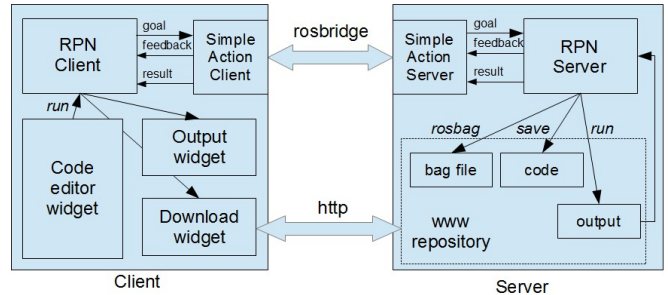 RPN
Client
goal
feedback
result
Simple
Action
Client
run
Code
editor
widget
Output
widget
Download
widget
Client
rosbridge
http
Simple
Action
Server
goal
feedback
result
RPN
Server
rosbag
save
run
bag file
code
output
www
repository
Server